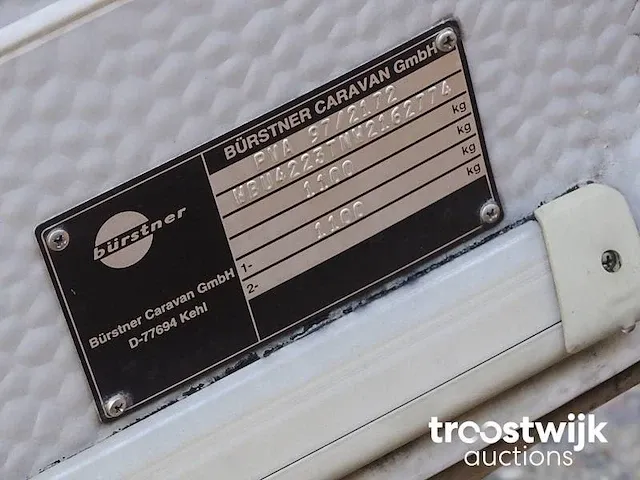 BÜRSTNER CARAVAN GmbH
PVA 97/2172
WBU4223TNW2162774
1100 kg
kg
1100 kg
1- kg
2-
bürstner
Bürstner Caravan GmbH
D-77694 Kehl
troostwijk
auctions